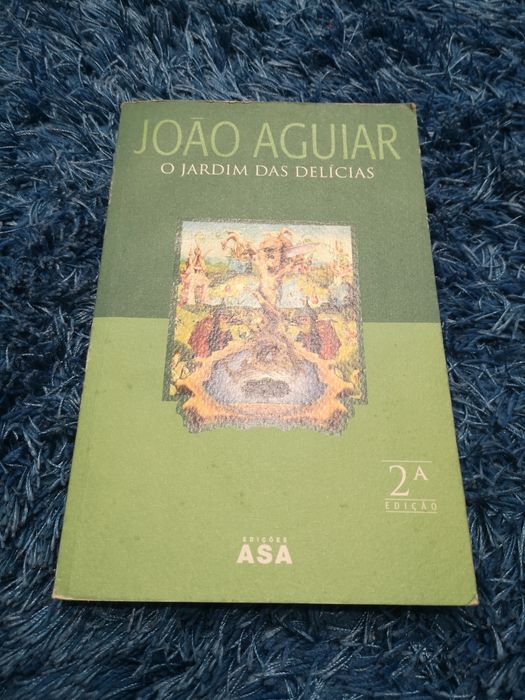 JOÃO AGUIAR
O JARDIM DAS DELÍCIAS
2ª
EDIÇÃO
EDIÇÕES
ASA